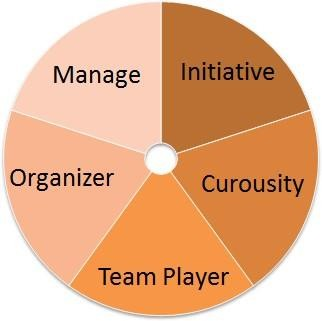 Manage
Initiative
Organizer
Curousity
Team Player